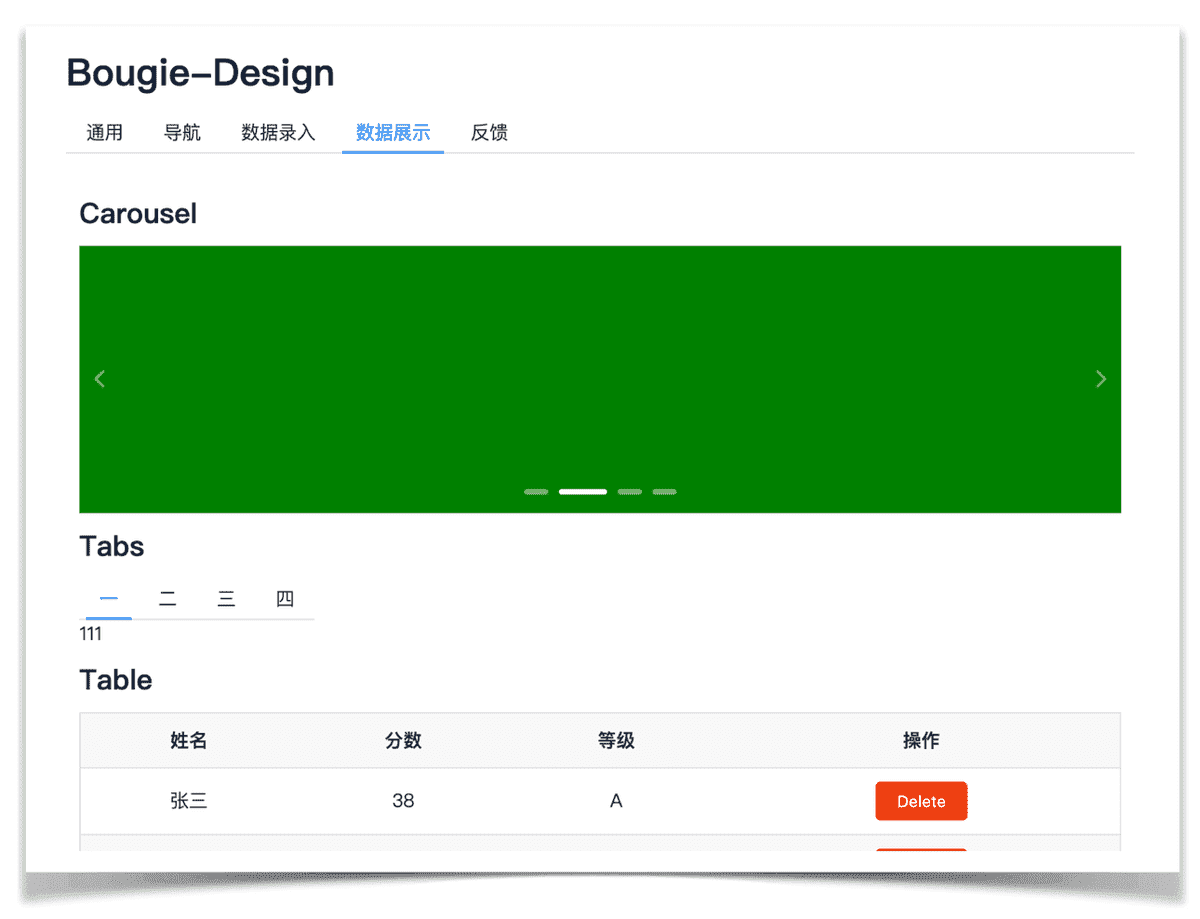 Bougie-Design
通用 导航 数据录入 数据展示 反馈
Carousel
Tabs
一 二 三 四
111
Table
姓名 分数 等级 操作
张三 38 A Delete